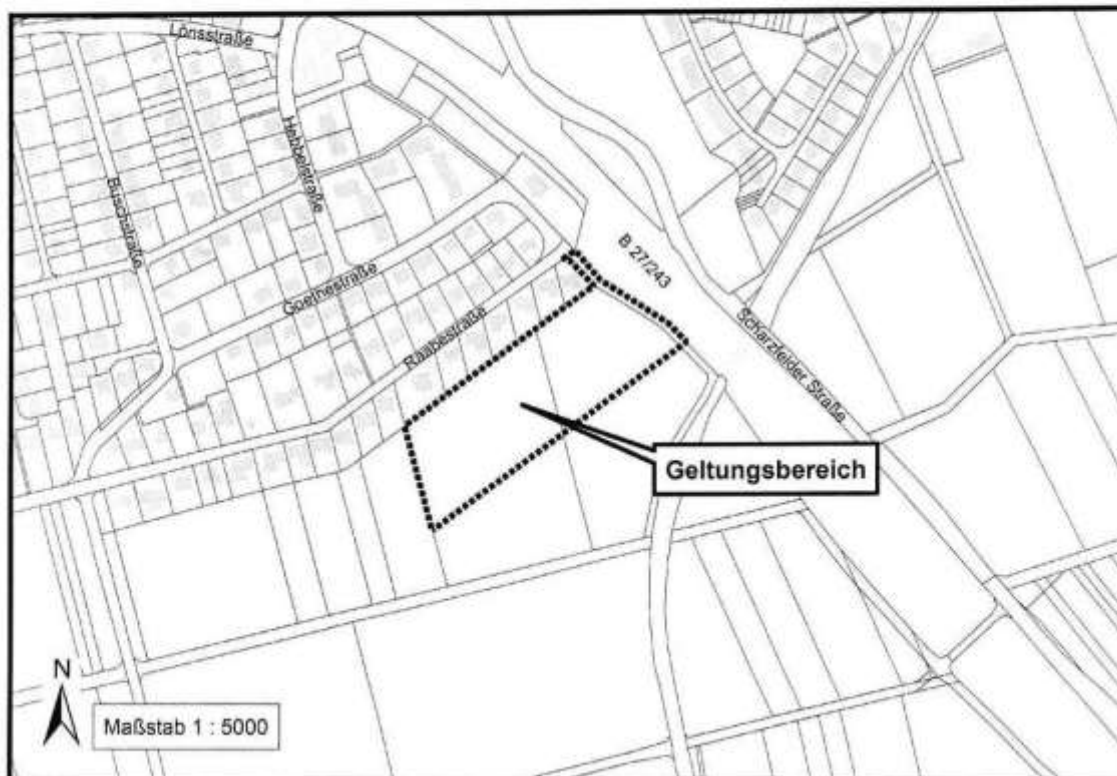 Lönsstraße
Hebbelstraße
Buschstraße
Goethestraße
Raabestraße
B 27/243
Scharzfelder Straße
Geltungsbereich
N
Maßstab 1 : 5000